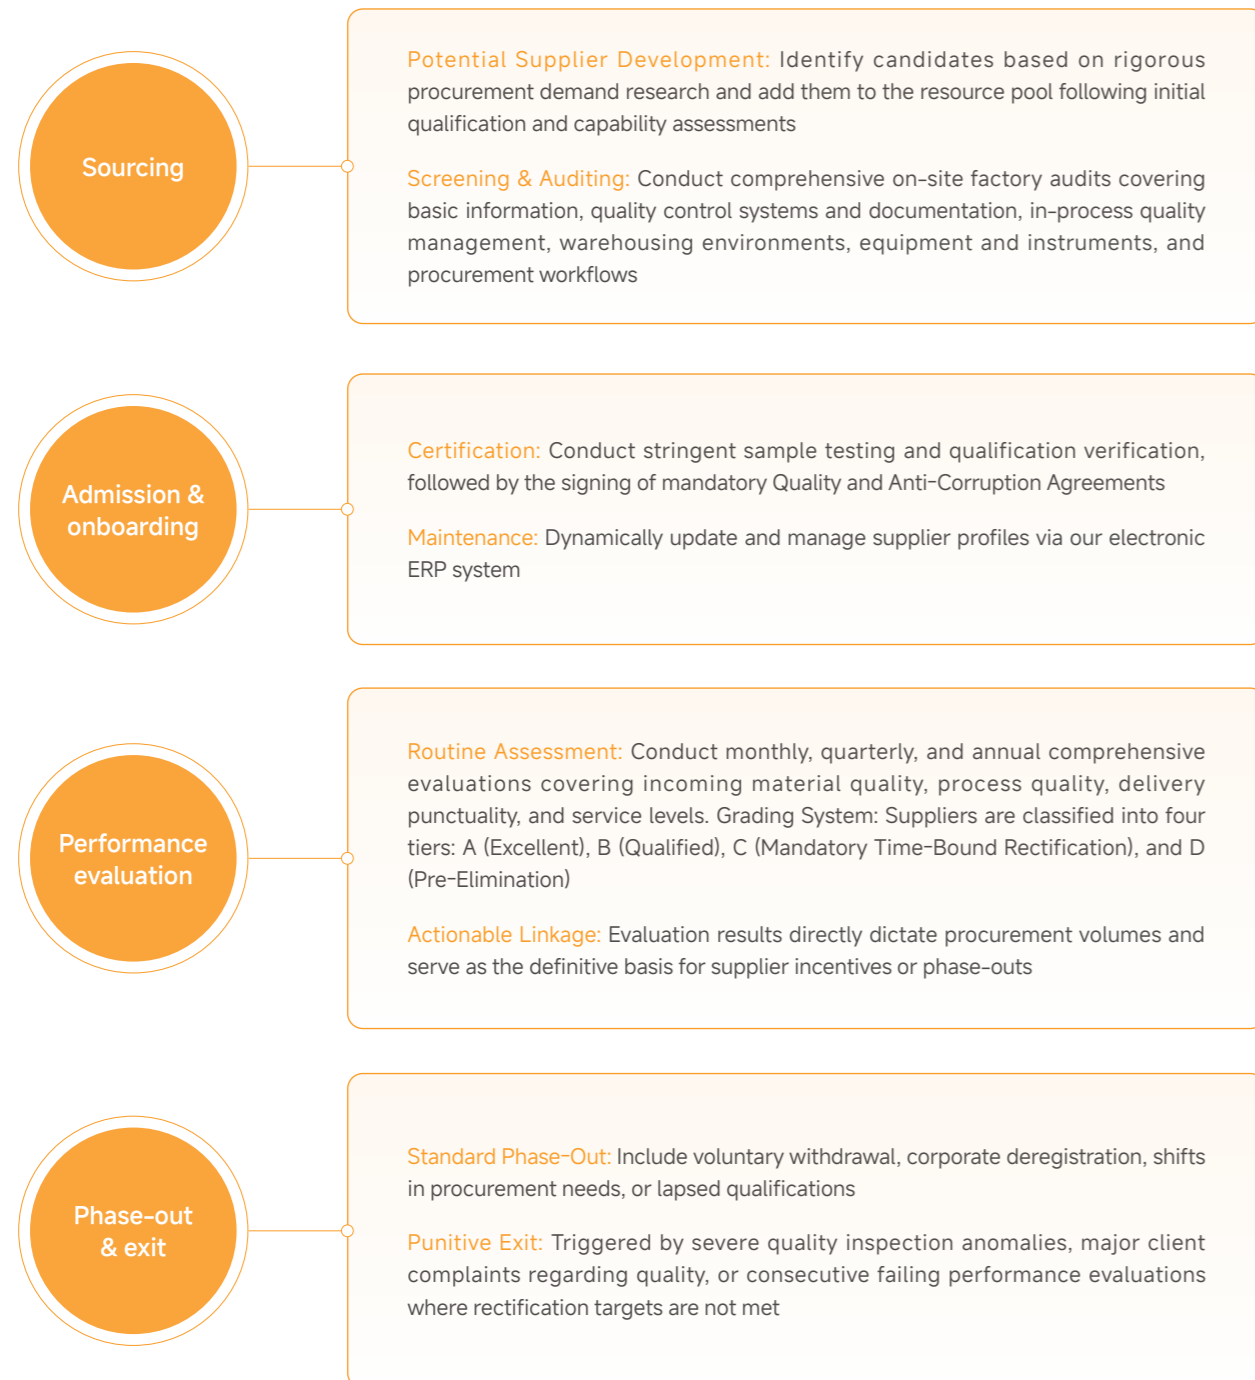 Sourcing
Potential Supplier Development: Identify candidates based on rigorous
procurement demand research and add them to the resource pool following initial
qualification and capability assessments
Screening & Auditing: Conduct comprehensive on-site factory audits covering
basic information, quality control systems and documentation, in-process quality
management, warehousing environments, equipment and instruments, and
procurement workflows
Admission &
onboarding
Certification: Conduct stringent sample testing and qualification verification,
followed by the signing of mandatory Quality and Anti-Corruption Agreements
Maintenance: Dynamically update and manage supplier profiles via our electronic
ERP system
Performance
evaluation
Routine Assessment: Conduct monthly, quarterly, and annual comprehensive
evaluations covering incoming material quality, process quality, delivery
punctuality, and service levels. Grading System: Suppliers are classified into four
tiers: A (Excellent), B (Qualified), C (Mandatory Time-Bound Rectification), and D
(Pre-Elimination)
Actionable Linkage: Evaluation results directly dictate procurement volumes and
serve as the definitive basis for supplier incentives or phase-outs
Phase-out
& exit
Standard Phase-Out: Include voluntary withdrawal, corporate deregistration, shifts
in procurement needs, or lapsed qualifications
Punitive Exit: Triggered by severe quality inspection anomalies, major client
complaints regarding quality, or consecutive failing performance evaluations
where rectification targets are not met